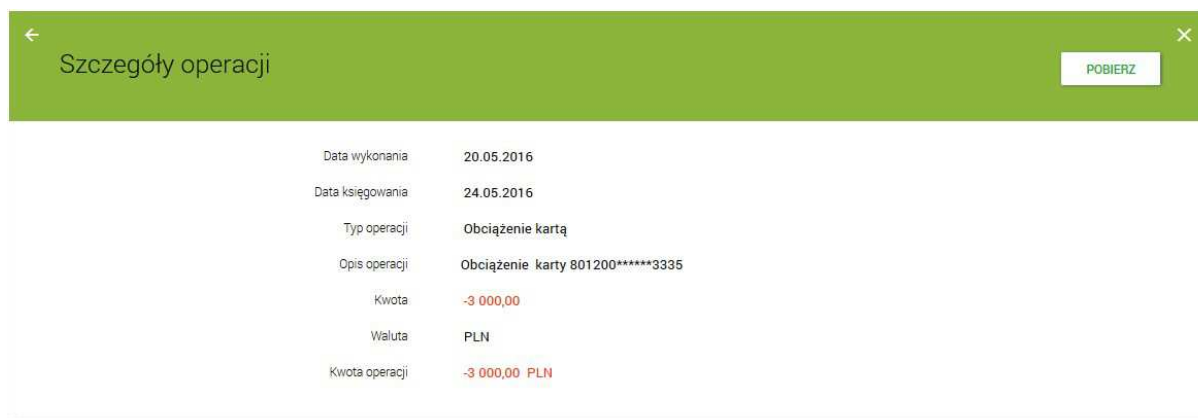 Szczegóły operacji
POBIERZ
Data wykonania 20.05.2016
Data księgowania 24.05.2016
Typ operacji Obciążenie kartą
Opis operacji Obciążenie karty 801200******3335
Kwota -3 000,00
Waluta PLN
Kwota operacji -3 000,00 PLN